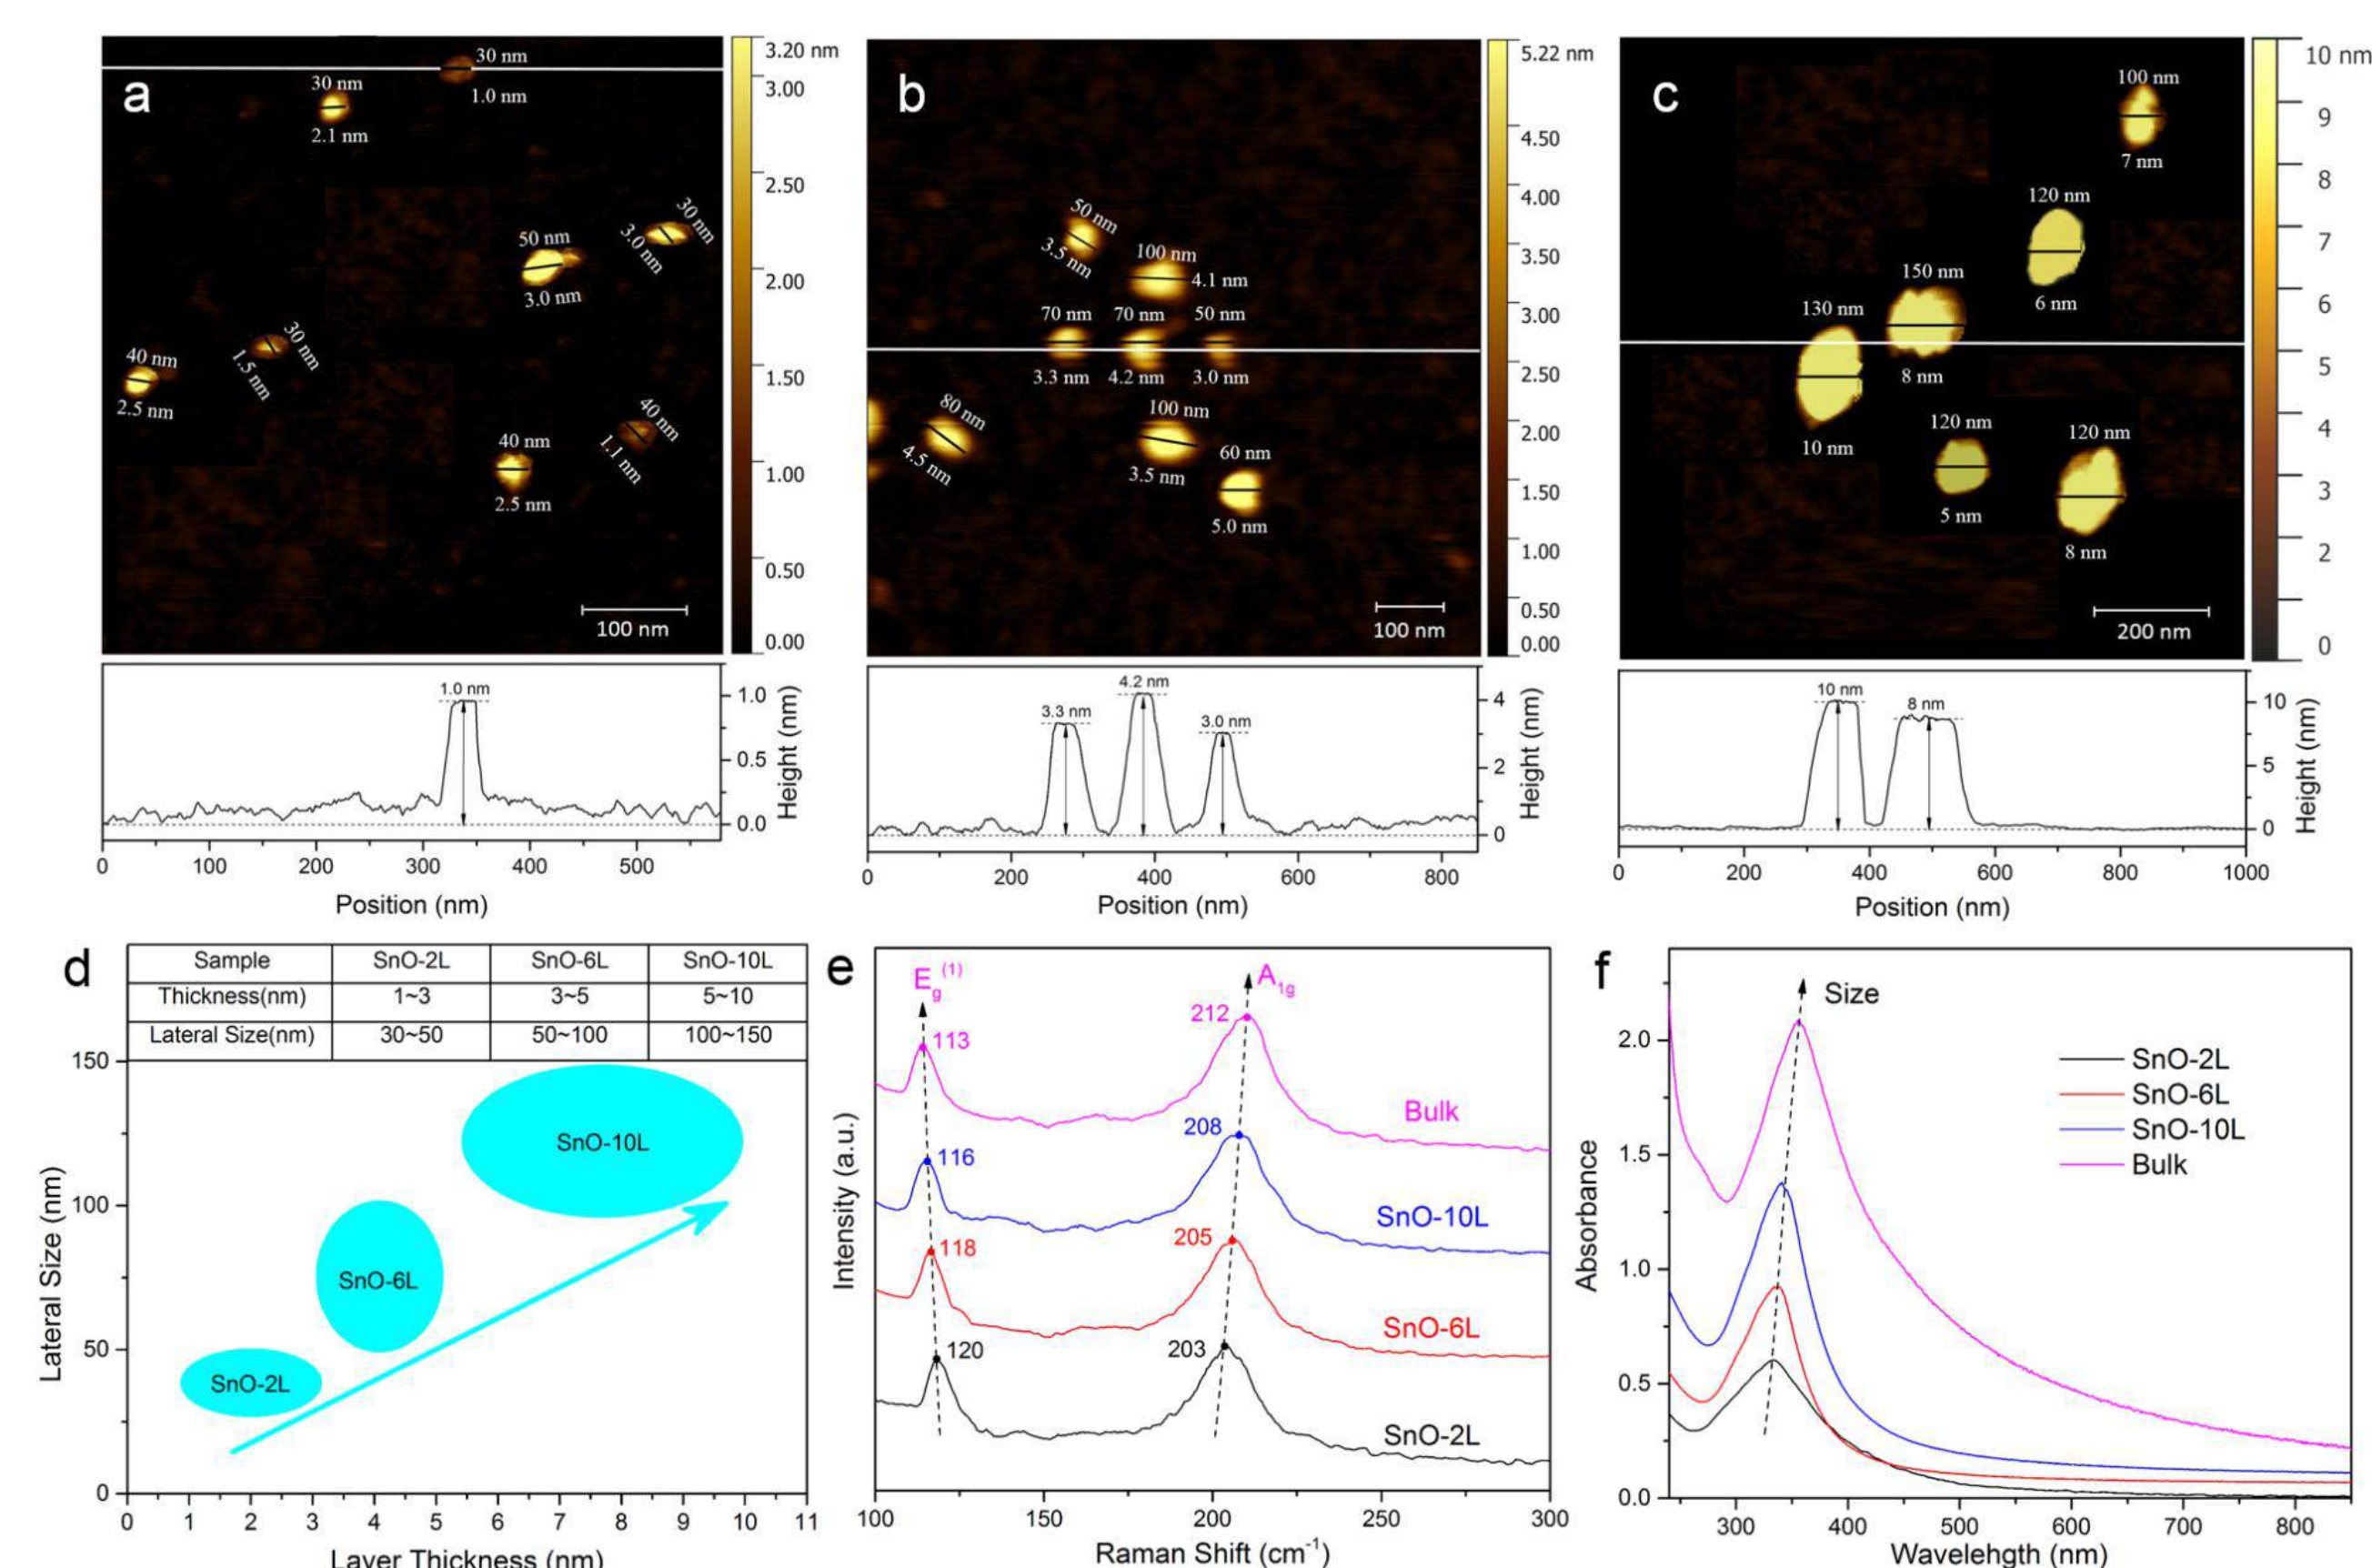 a
30 nm
1.0 nm
30 nm
2.1 nm
50 nm
3.0 nm
30 nm
3.0 nm
30 nm
1.5 nm
40 nm
2.5 nm
40 nm
2.5 nm
40 nm
1.1 nm
100 nm
3.20 nm
3.00
2.50
2.00
1.50
1.00
0.50
0.00
1.0 nm
1.0
0.5
0.0
Height (nm)
0 100 200 300 400 500
Position (nm)
b
50 nm
3.5 nm
100 nm
4.1 nm
70 nm 70 nm 50 nm
3.3 nm 4.2 nm 3.0 nm
80 nm
4.5 nm
100 nm
3.5 nm
60 nm
5.0 nm
100 nm
5.22 nm
4.50
4.00
3.50
3.00
2.50
2.00
1.50
1.00
0.50
0.00
3.3 nm
4.2 nm
3.0 nm
4
2
0
Height (nm)
0 200 400 600 800
Position (nm)
c
100 nm
7 nm
120 nm
6 nm
150 nm
8 nm
130 nm
10 nm
120 nm
5 nm
120 nm
8 nm
200 nm
10 nm
9
8
7
6
5
4
3
2
0
10 nm
8 nm
10
5
0
Height (nm)
0 200 400 600 800 1000
Position (nm)
d
Sample SnO-2L SnO-6L SnO-10L
Thickness(nm) 1~3 3~5 5~10
Lateral Size(nm) 30~50 50~100 100~150
150
100
50
0
Lateral Size (nm)
SnO-10L
SnO-6L
SnO-2L
0 1 2 3 4 5 6 7 8 9 10 11
Layer Thickness (nm)
e
Eg(1)
A1g
113
212
Bulk
116
208
SnO-10L
118
205
SnO-6L
120
203
SnO-2L
Intensity (a.u.)
100 150 200 250 300
Raman Shift (cm-1)
f
Size
SnO-2L
SnO-6L
SnO-10L
Bulk
2.0
1.5
1.0
0.5
0.0
Absorbance
300 400 500 600 700 800
Wavelehgth (nm)